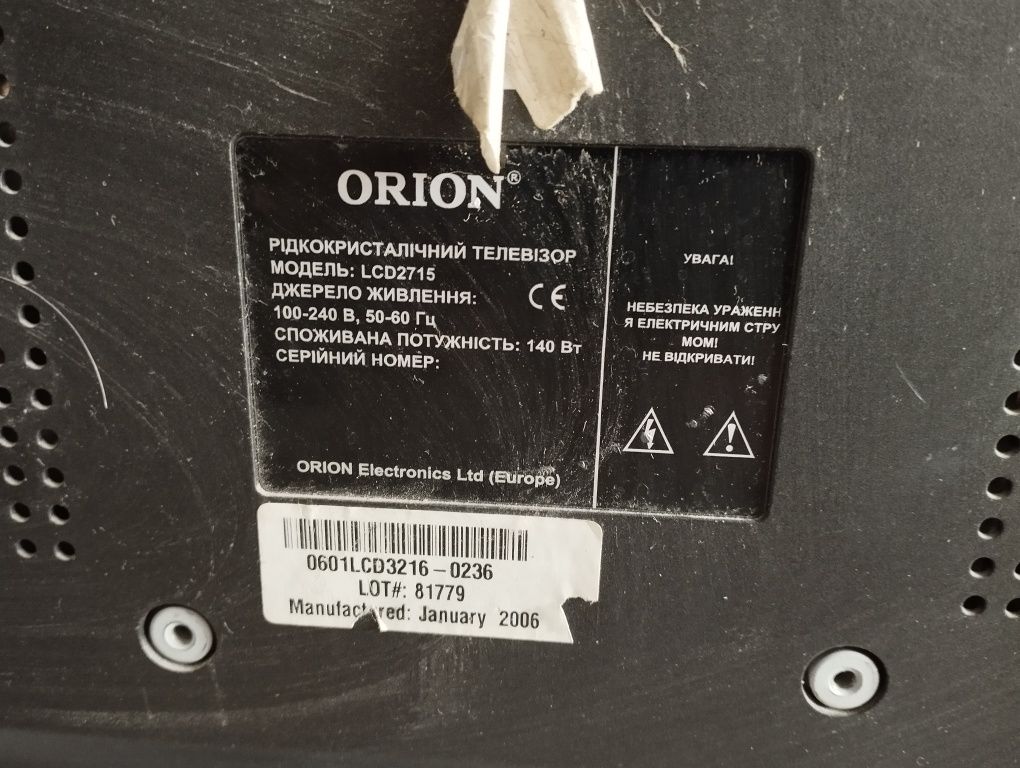 ORION®
РІДКОКРИСТАЛІЧНИЙ ТЕЛЕВІЗОР
МОДЕЛЬ: LCD2715
ДЖЕРЕЛО ЖИВЛЕННЯ:
CE
100-240 В, 50-60 Гц
СПОЖИВАНА ПОТУЖНІСТЬ: 140 Вт
СЕРІЙНИЙ НОМЕР:
ORION Electronics Ltd (Europe)
УВАГА!
НЕБЕЗПЕКА УРАЖЕНН
Я ЕЛЕКТРИЧНИМ СТРУ
МОМ!
НЕ ВІДКРИВАТИ!
0601LCD3216-0236
LOT#: 81779
Manufactured: January 2006